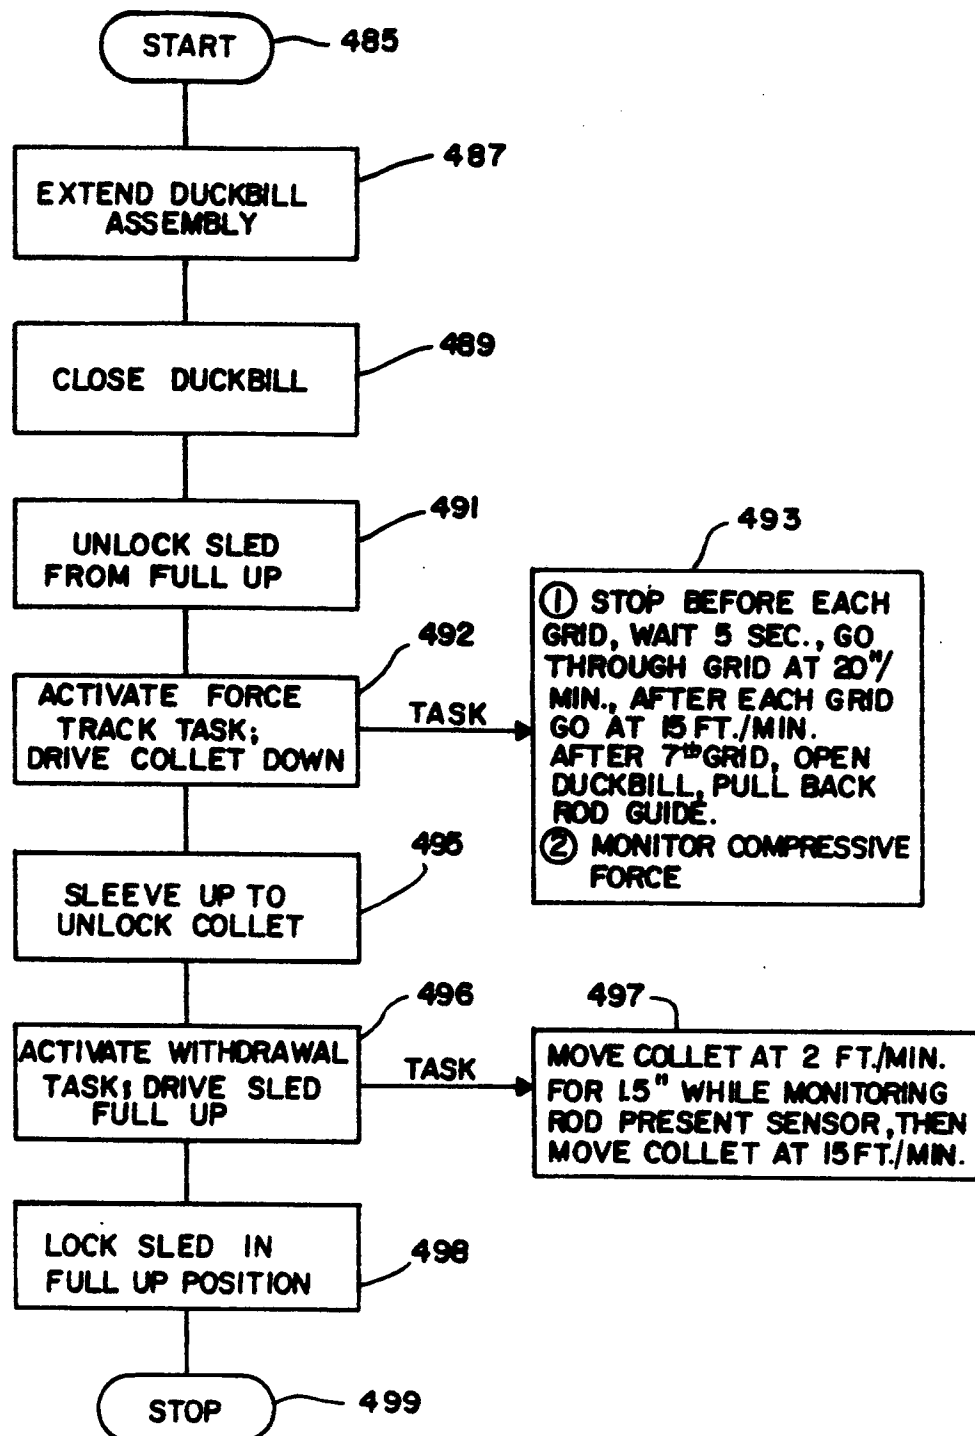 START
485
487
EXTEND DUCKBILL
ASSEMBLY
489
CLOSE DUCKBILL
491
UNLOCK SLED
FROM FULL UP
492
ACTIVATE FORCE
TRACK TASK;
DRIVE COLLET DOWN
TASK
493
① STOP BEFORE EACH
GRID, WAIT 5 SEC., GO
THROUGH GRID AT 20"/
MIN., AFTER EACH GRID
GO AT 15 FT./MIN.
AFTER 7th GRID, OPEN
DUCKBILL, PULL BACK
ROD GUIDE.
② MONITOR COMPRESSIVE
FORCE
495
SLEEVE UP TO
UNLOCK COLLET
496
ACTIVATE WITHDRAWAL
TASK; DRIVE SLED
FULL UP
TASK
497
MOVE COLLET AT 2 FT./MIN.
FOR 1.5" WHILE MONITORING
ROD PRESENT SENSOR, THEN
MOVE COLLET AT 15 FT./MIN.
498
LOCK SLED IN
FULL UP POSITION
STOP
499